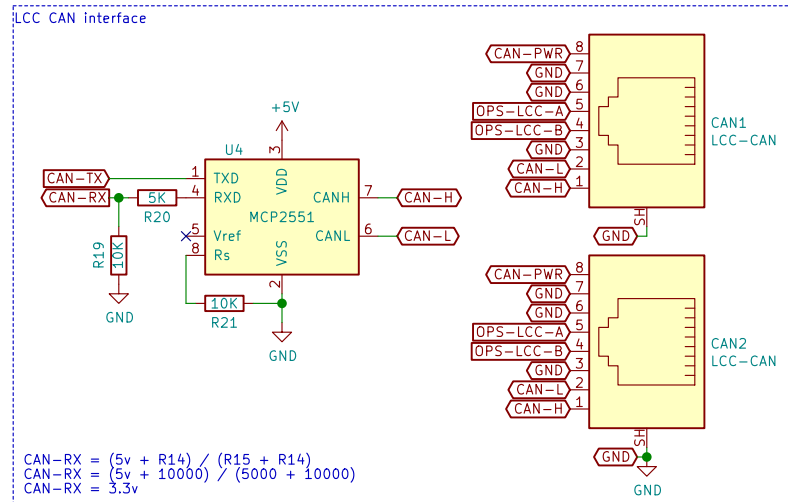 LCC CAN interface
+5V
U4
3
CAN-TX
1
TXD
VDD
CAN-RX
5K
4
RXD
CANH
7
CAN-H
R20
MCP2551
R19
10K
5
Vref
CANL
6
CAN-L
8
Rs
VSS
2
10K
R21
GND
GND
CAN-PWR
8
GND
7
GND
6
OPS-LCC-A
5
OPS-LCC-B
4
GND
3
CAN-L
2
CAN-H
1
CAN1
LCC-CAN
SH
GND
CAN-PWR
8
GND
7
GND
6
OPS-LCC-A
5
OPS-LCC-B
4
GND
3
CAN-L
2
CAN-H
1
CAN2
LCC-CAN
SH
GND
GND
CAN-RX = (5v + R14) / (R15 + R14)
CAN-RX = (5v + 10000) / (5000 + 10000)
CAN-RX = 3.3v